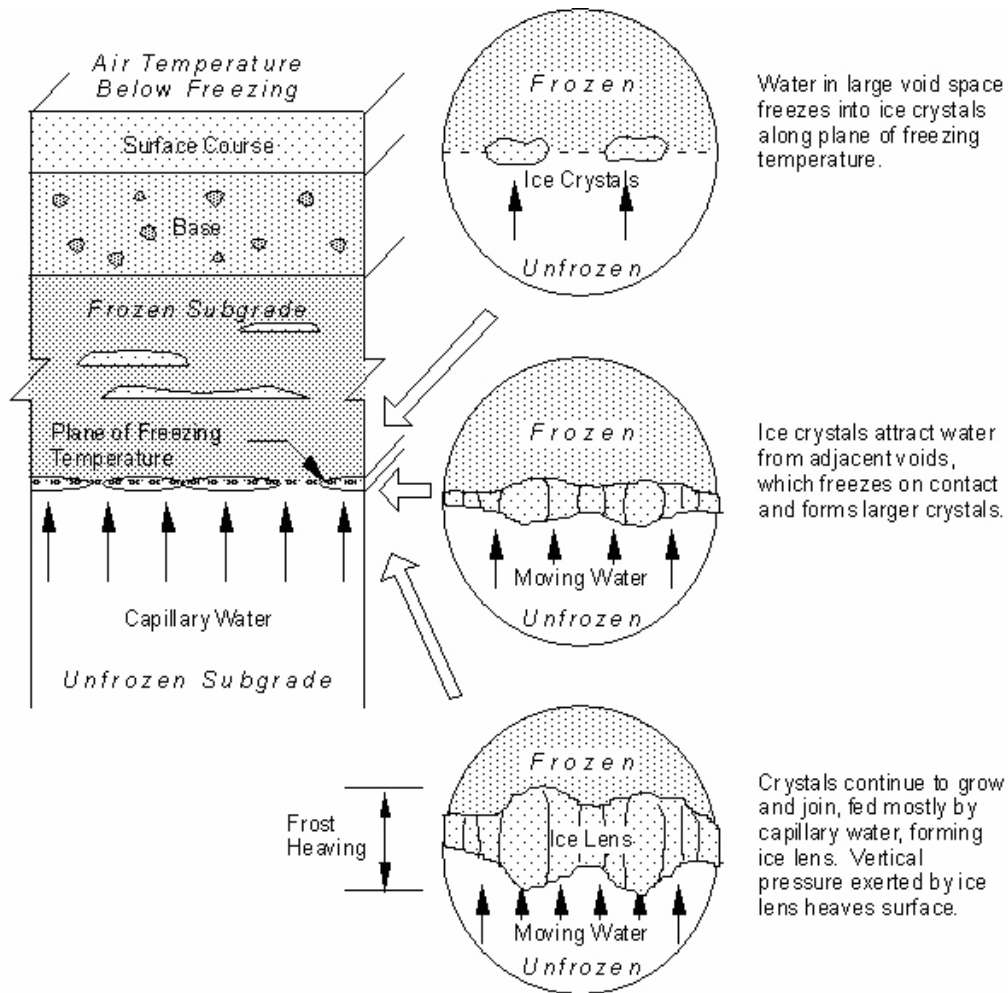 Air Temperature
Below Freezing
Surface Course
Base
Frozen Subgrade
Plane of Freezing
Temperature
Capillary Water
Unfrozen Subgrade
Frozen
Ice Crystals
Unfrozen
Water in large void space
freezes into ice crystals
along plane of freezing
temperature.
Frozen
Moving Water
Unfrozen
Ice crystals attract water
from adjacent voids,
which freezes on contact
and forms larger crystals.
Frost
Heaving
Frozen
Ice Lens
Moving Water
Unfrozen
Crystals continue to grow
and join, fed mostly by
capillary water, forming
ice lens. Vertical
pressure exerted by ice
lens heaves surface.